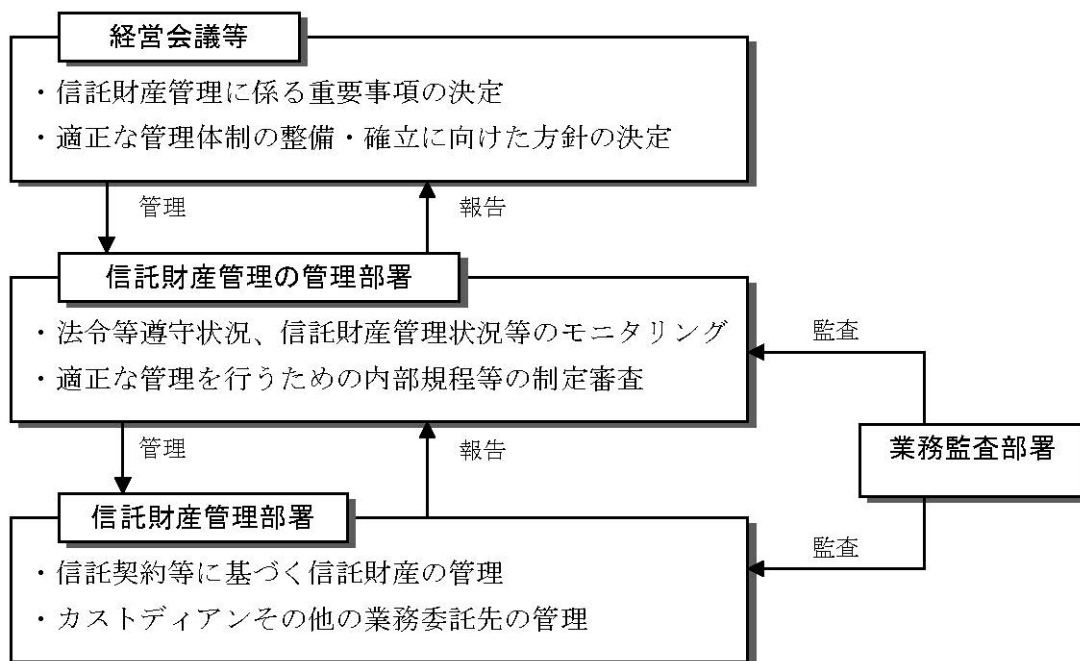 経営会議等
・信託財産管理に係る重要事項の決定
・適正な管理体制の整備・確立に向けた方針の決定
管理
報告
信託財産管理の管理部署
・法令等遵守状況、信託財産管理状況等のモニタリング
・適正な管理を行うための内部規程等の制定審査
監査
管理
報告
業務監査部署
信託財産管理部署
・信託契約等に基づく信託財産の管理
・カストディアンその他の業務委託先の管理
監査